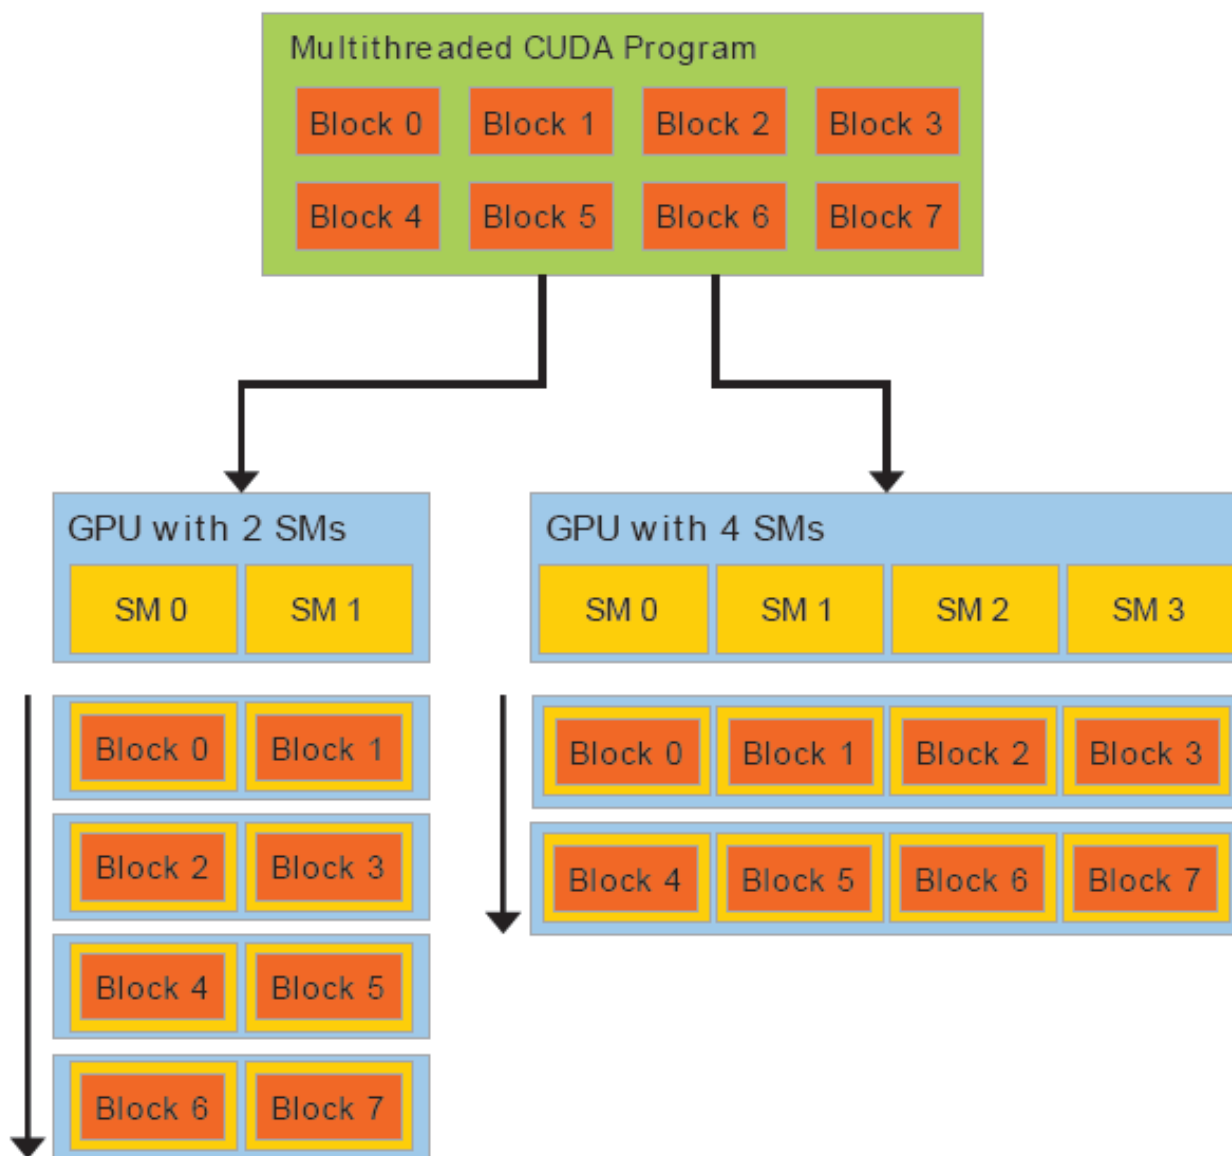 Multithreaded CUDA Program
Block 0 Block 1 Block 2 Block 3
Block 4 Block 5 Block 6 Block 7
GPU with 2 SMs
SM 0 SM 1
Block 0 Block 1
Block 2 Block 3
Block 4 Block 5
Block 6 Block 7
GPU with 4 SMs
SM 0 SM 1 SM 2 SM 3
Block 0 Block 1 Block 2 Block 3
Block 4 Block 5 Block 6 Block 7